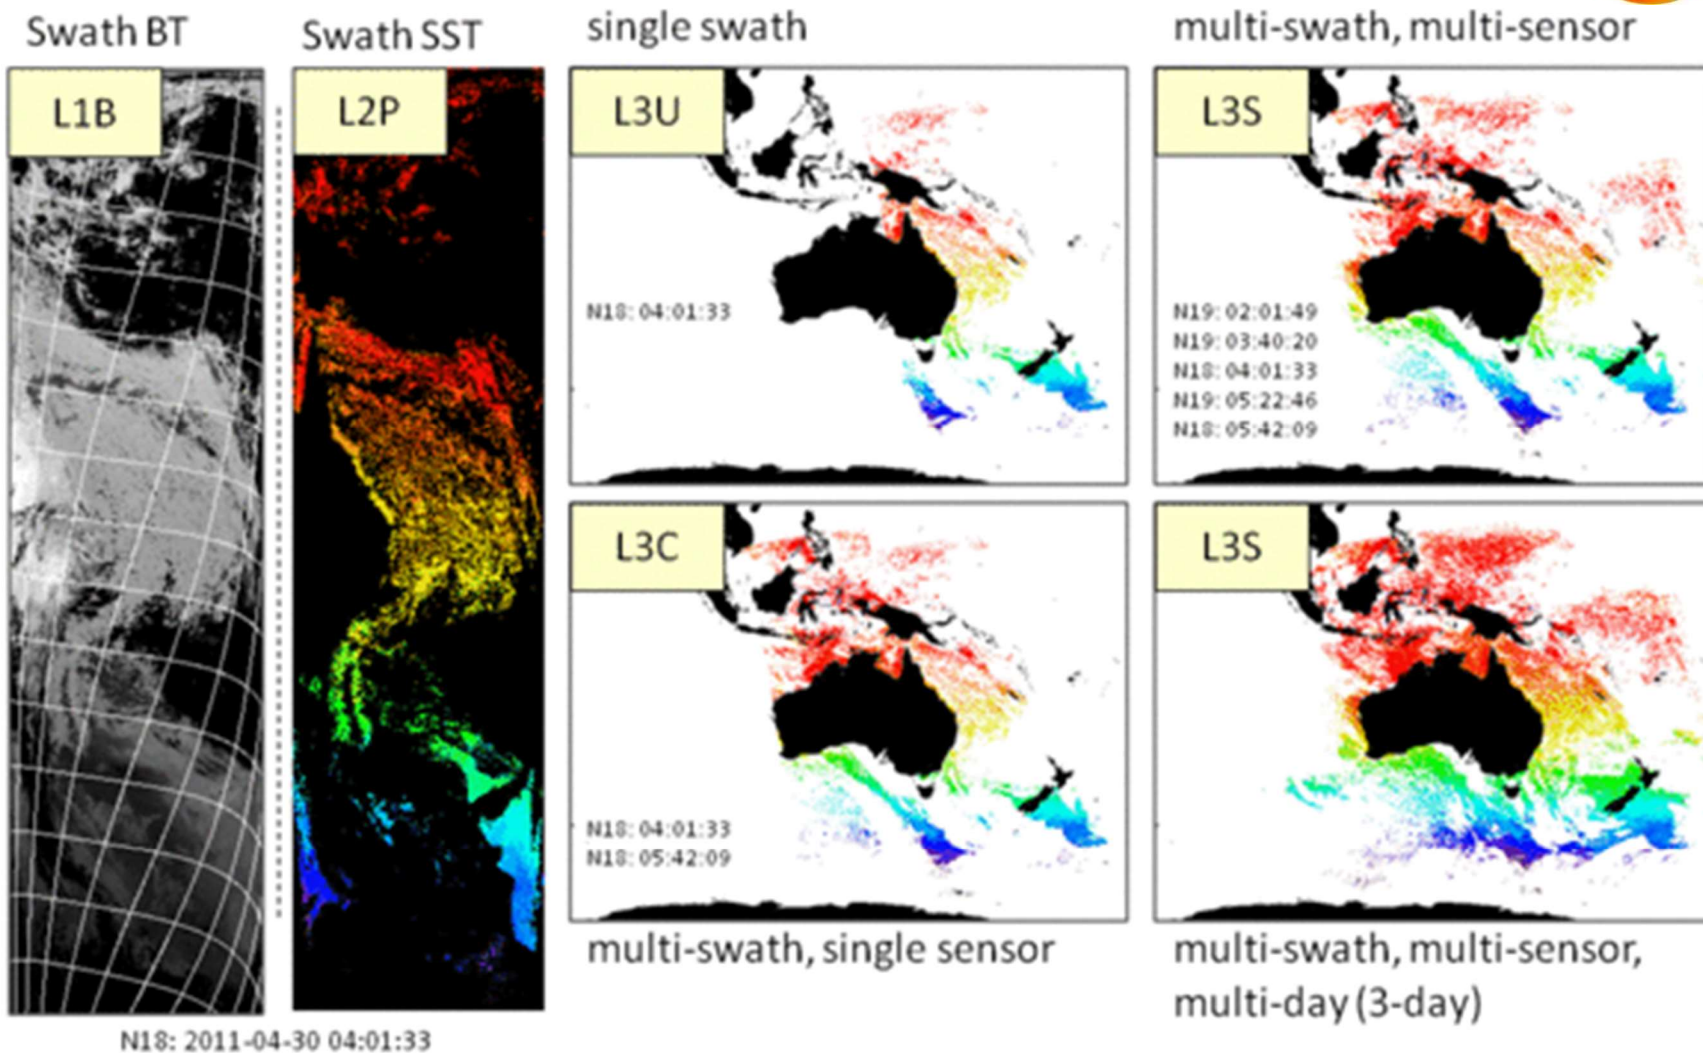 Swath BT
L1B
Swath SST
L2P
N18: 2011-04-30 04:01:33
single swath
L3U
N18: 04:01:33
multi-swath, multi-sensor
L3S
N19: 02:01:49
N19: 03:40:20
N18: 04:01:33
N19: 05:22:46
N18: 05:42:09
L3C
N18: 04:01:33
N18: 05:42:09
multi-swath, single sensor
L3S
multi-swath, multi-sensor,
multi-day (3-day)